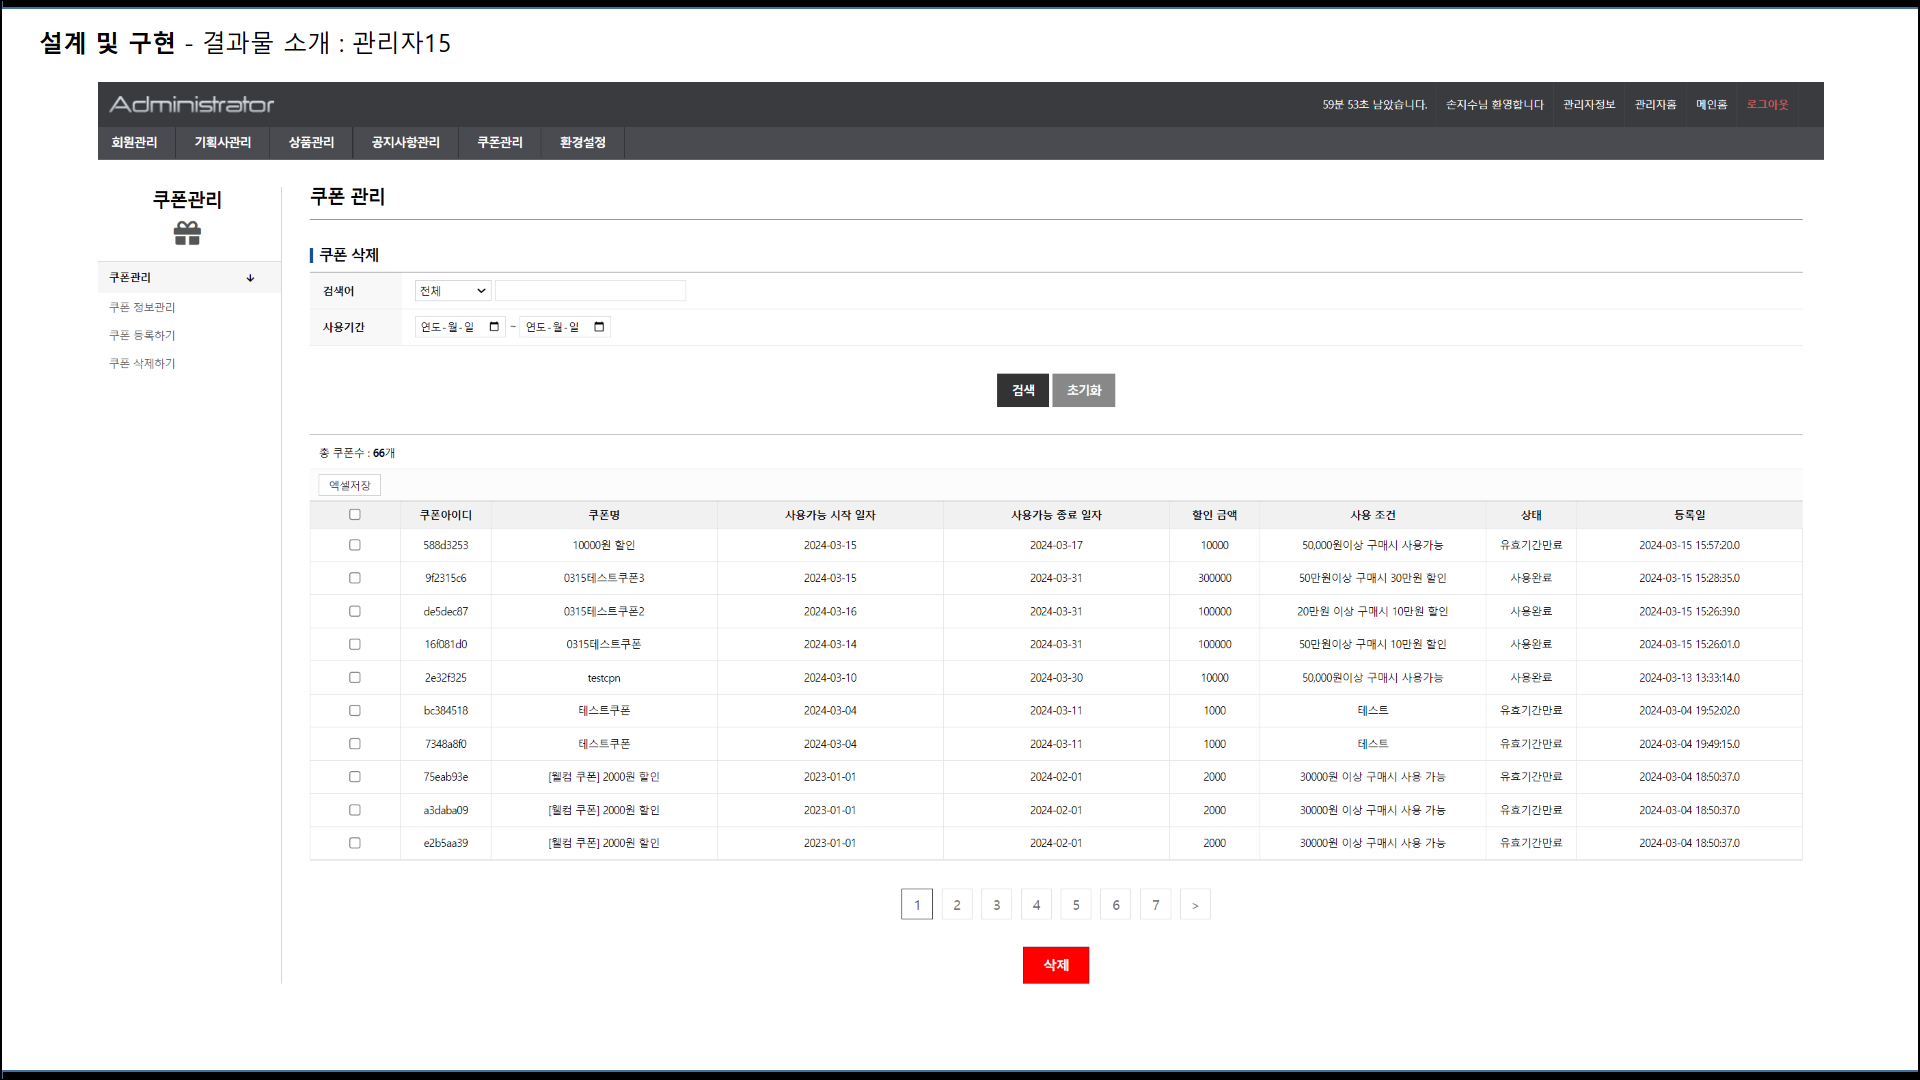 설계 및 구현 - 결과물 소개 : 관리자15
Administrator
59분 53초 남았습니다. 손지수님 환영합니다 관리자정보 관리자홈 메인홈 로그아웃
회원관리 기획사관리 상품관리 공지사항관리 쿠폰관리 환경설정
쿠폰관리
쿠폰관리
쿠폰 정보관리
쿠폰 등록하기
쿠폰 삭제하기
쿠폰 관리
쿠폰 삭제
검색어 전체
사용기간 연도-월-일 ~ 연도-월-일
검색 초기화
총 쿠폰수 : 66개
엑셀저장
쿠폰아이디 쿠폰명 사용가능 시작 일자 사용가능 종료 일자 할인 금액 사용 조건 상태 등록일
588d3253 10000원 할인 2024-03-15 2024-03-17 10000 50,000원이상 구매시 사용가능 유효기간만료 2024-03-15 15:57:20.0
9f2315c6 0315테스트쿠폰3 2024-03-15 2024-03-31 300000 50만원이상 구매시 30만원 할인 사용완료 2024-03-15 15:28:35.0
de5dec87 0315테스트쿠폰2 2024-03-16 2024-03-31 100000 20만원 이상 구매시 10만원 할인 사용완료 2024-03-15 15:26:39.0
16f081d0 0315테스트쿠폰 2024-03-14 2024-03-31 100000 50만원이상 구매시 10만원 할인 사용완료 2024-03-15 15:26:01.0
2e32f325 testcpn 2024-03-10 2024-03-30 10000 50,000원이상 구매시 사용가능 사용완료 2024-03-13 13:33:14.0
bc384518 테스트쿠폰 2024-03-04 2024-03-11 1000 테스트 유효기간만료 2024-03-04 19:52:02.0
7348a8f0 테스트쿠폰 2024-03-04 2024-03-11 1000 테스트 유효기간만료 2024-03-04 19:49:15.0
75eab93e [웰컴 쿠폰] 2000원 할인 2023-01-01 2024-02-01 2000 30000원 이상 구매시 사용 가능 유효기간만료 2024-03-04 18:50:37.0
a3daba09 [웰컴 쿠폰] 2000원 할인 2023-01-01 2024-02-01 2000 30000원 이상 구매시 사용 가능 유효기간만료 2024-03-04 18:50:37.0
e2b5aa39 [웰컴 쿠폰] 2000원 할인 2023-01-01 2024-02-01 2000 30000원 이상 구매시 사용 가능 유효기간만료 2024-03-04 18:50:37.0
1 2 3 4 5 6 7 >
삭제